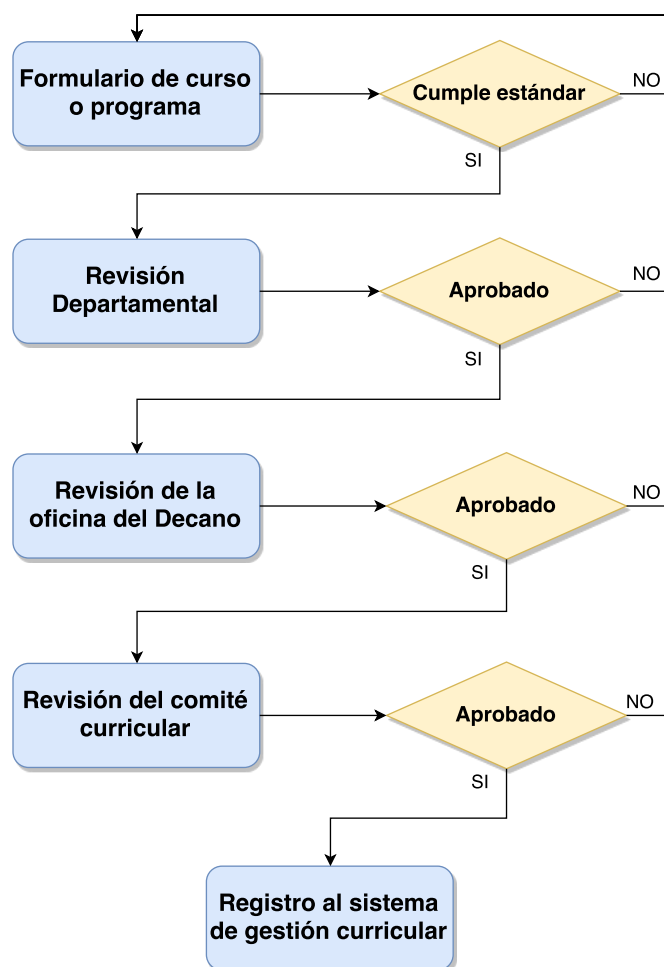 Formulario de curso
o programa
Cumple estándar
NO
SI
Revisión
Departamental
Aprobado
NO
SI
Revisión de la
oficina del Decano
Aprobado
NO
SI
Revisión del comité
curricular
Aprobado
NO
SI
Registro al sistema
de gestión curricular